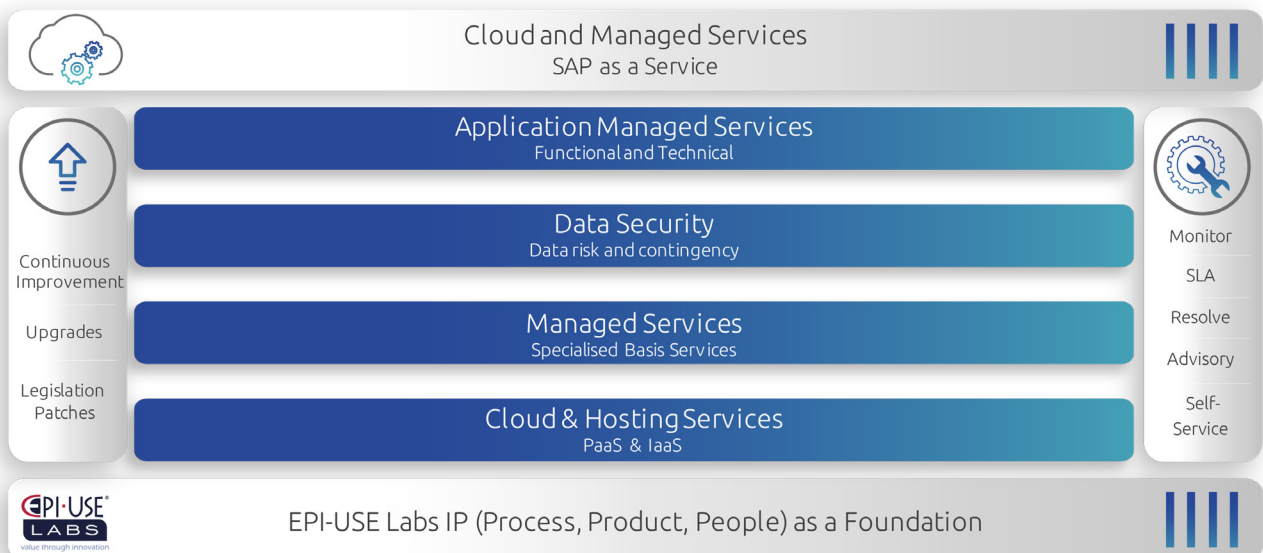 Cloud and Managed Services
SAP as a Service
Application Managed Services
Functional and Technical
Data Security
Data risk and contingency
Managed Services
Specialised Basis Services
Cloud & Hosting Services
PaaS & IaaS
Continuous
Improvement
Upgrades
Legislation
Patches
Monitor
SLA
Resolve
Advisory
Self-
Service
EPI-USE®
LABS
value through innovation
EPI-USE Labs IP (Process, Product, People) as a Foundation